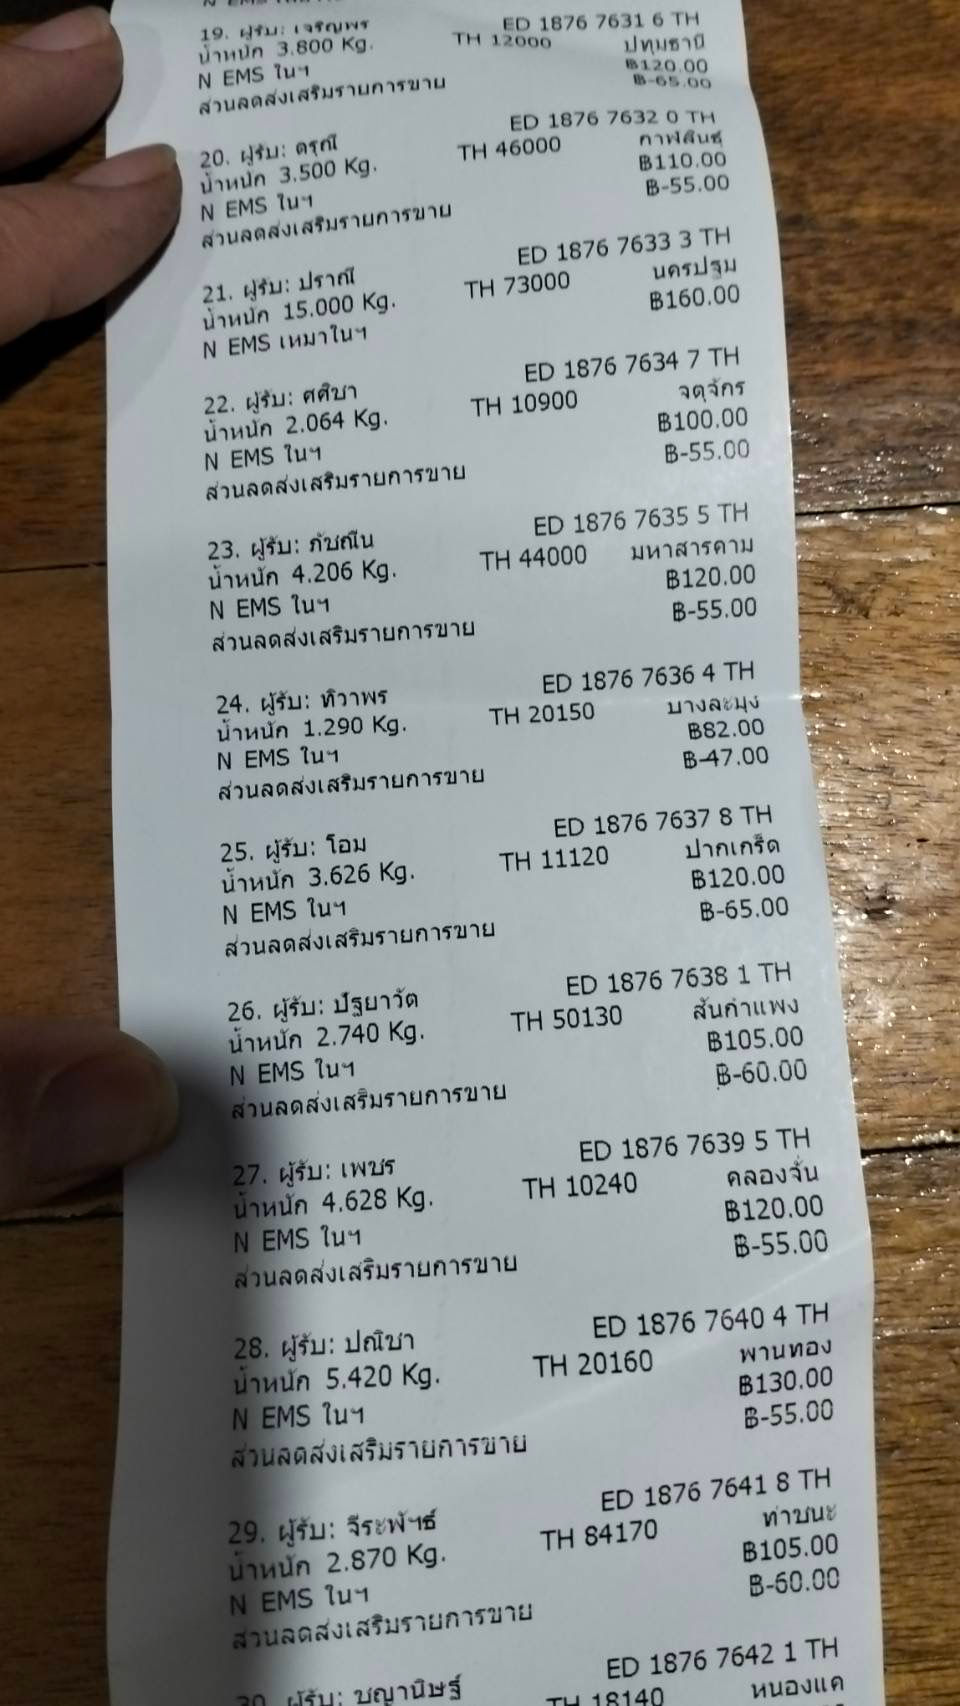 19. ผู้รับ: เจริญพร ED 1876 7631 6 TH
น้ำหนัก 3.800 Kg. TH 12000 ปทุมธานี
N EMS ในฯ ฿120.00
ส่วนลดส่งเสริมรายการขาย ฿-65.00
20. ผู้รับ: ดรุณี ED 1876 7632 0 TH
น้ำหนัก 3.500 Kg. TH 46000 กาฬสินธุ์
N EMS ในฯ ฿110.00
ส่วนลดส่งเสริมรายการขาย ฿-55.00
21. ผู้รับ: ปราณี ED 1876 7633 3 TH
น้ำหนัก 15.000 Kg. TH 73000 นครปฐม
N EMS เหมาในฯ ฿160.00
22. ผู้รับ: ศศิชา ED 1876 7634 7 TH
น้ำหนัก 2.064 Kg. TH 10900 จตุจักร
N EMS ในฯ ฿100.00
ส่วนลดส่งเสริมรายการขาย ฿-55.00
23. ผู้รับ: ภัชณีน ED 1876 7635 5 TH
น้ำหนัก 4.206 Kg. TH 44000 มหาสารคาม
N EMS ในฯ ฿120.00
ส่วนลดส่งเสริมรายการขาย ฿-55.00
24. ผู้รับ: ทิวาพร ED 1876 7636 4 TH
น้ำหนัก 1.290 Kg. TH 20150 บางละมุง
N EMS ในฯ ฿82.00
ส่วนลดส่งเสริมรายการขาย ฿-47.00
25. ผู้รับ: โอม ED 1876 7637 8 TH
น้ำหนัก 3.626 Kg. TH 11120 ปากเกร็ด
N EMS ในฯ ฿120.00
ส่วนลดส่งเสริมรายการขาย ฿-65.00
26. ผู้รับ: ปัฐยาวัต ED 1876 7638 1 TH
น้ำหนัก 2.740 Kg. TH 50130 สันกำแพง
N EMS ในฯ ฿105.00
ส่วนลดส่งเสริมรายการขาย ฿-60.00
27. ผู้รับ: เพชร ED 1876 7639 5 TH
น้ำหนัก 4.628 Kg. TH 10240 คลองจั่น
N EMS ในฯ ฿120.00
ส่วนลดส่งเสริมรายการขาย ฿-55.00
28. ผู้รับ: ปณิชา ED 1876 7640 4 TH
น้ำหนัก 5.420 Kg. TH 20160 พานทอง
N EMS ในฯ ฿130.00
ส่วนลดส่งเสริมรายการขาย ฿-55.00
29. ผู้รับ: จีระพัฯธ์ ED 1876 7641 8 TH
น้ำหนัก 2.870 Kg. TH 84170 ท่าชนะ
N EMS ในฯ ฿105.00
ส่วนลดส่งเสริมรายการขาย ฿-60.00
30. ผู้รับ: ชญานิษฐ์ ED 1876 7642 1 TH
TH 18140 หนองแค